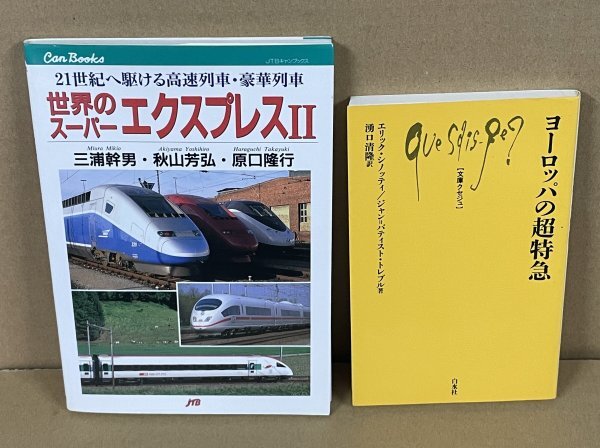 Can Books
JTBキャンブックス
21世紀へ駆ける高速列車・豪華列車
世界の
スーパー
エクスプレスII
Miura Mikio
Akiyama Yoshihiro
Haraguchi Takayuki
三浦幹男・秋山芳弘・原口隆行
JTB
ヨーロッパの超特急
Que sais-je?
[文庫クセジュ]
エリック・シノッティ/ジャン=バティスト・トレブル著
湧口清隆訳
白水社